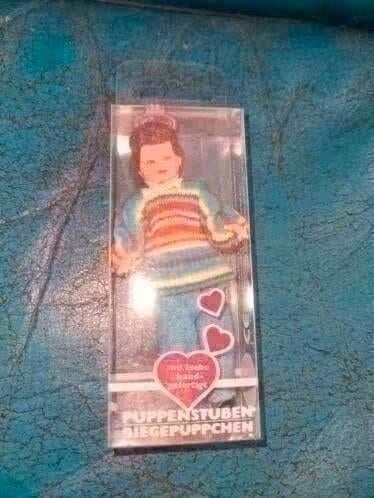 mit Liebe
hand-
gefertigt
PUPPENSTUBEN
BIEGEPÜPPCHEN